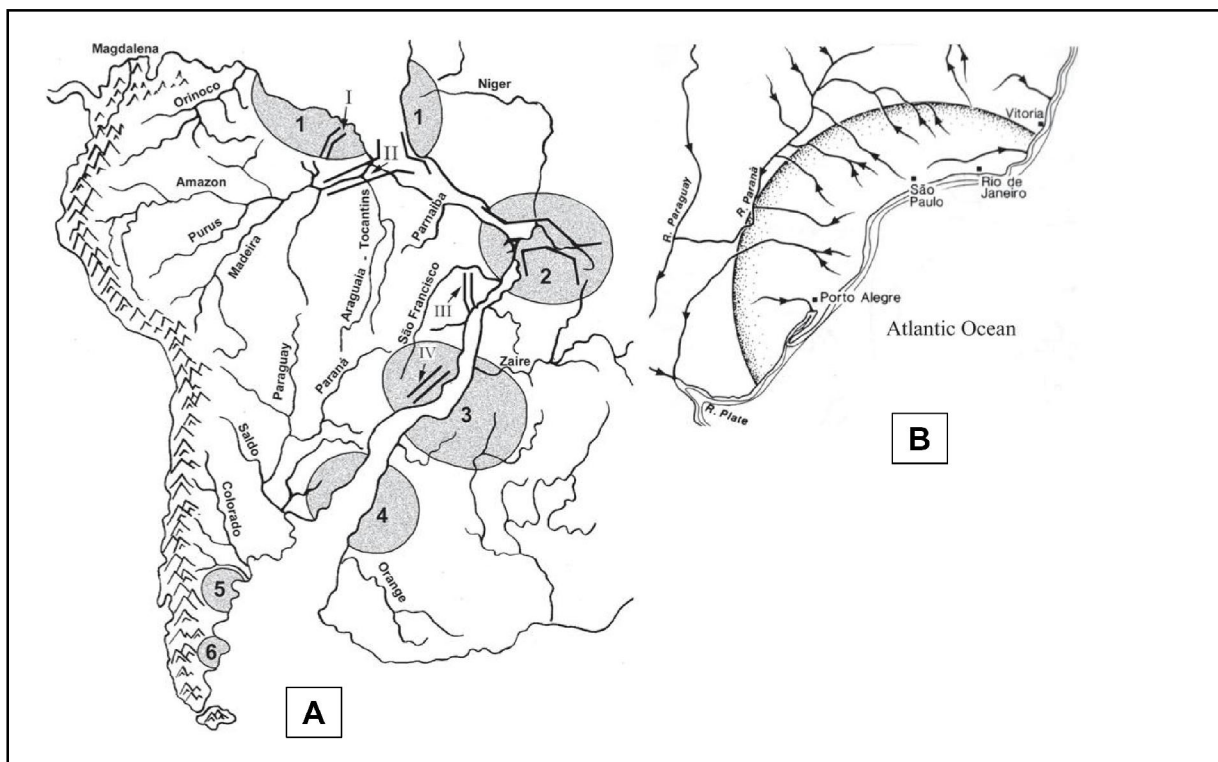 Magdalena
Orinoco
1
I
1
Niger
II
Amazon
Purus
Madeira
Araguaia - Tocantins
Parnaiba
2
São Francisco
III
Zaire
IV
Paraguay
Paraná
3
Saldo
Colorado
4
5
Orange
6
A
Vitoria
R. Paraguay
R. Paranã
São
Paulo
Rio de
Janeiro
Porto Alegre
Atlantic Ocean
R. Plate
B